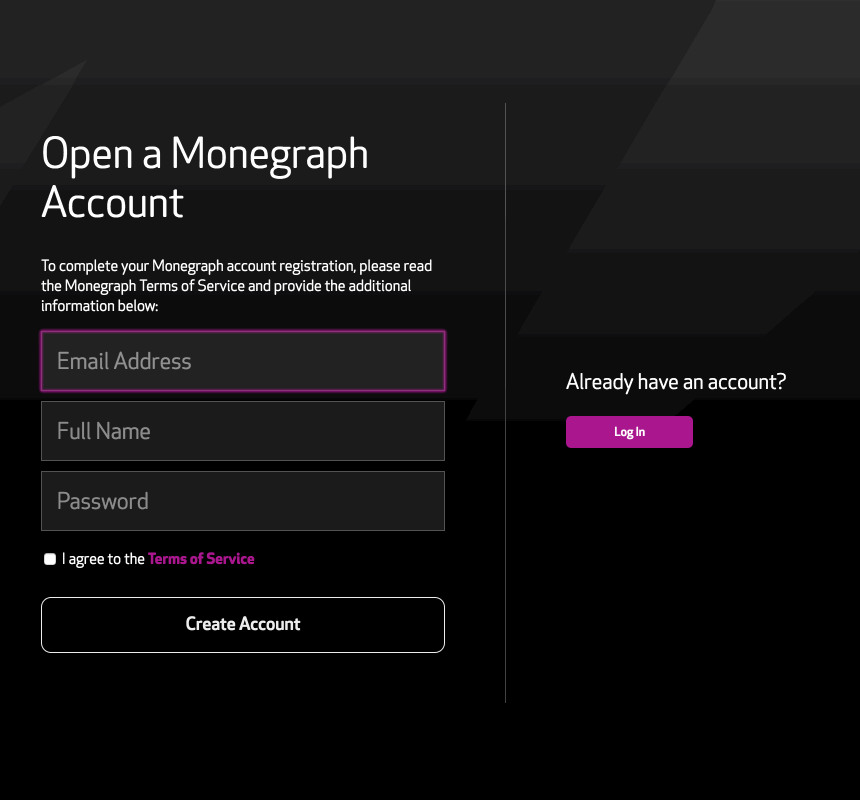 Open a Monegraph
Account
To complete your Monegraph account registration, please read
the Monegraph Terms of Service and provide the additional
information below:
Email Address
Full Name
Password
I agree to the Terms of Service
Create Account
Already have an account?
Log In